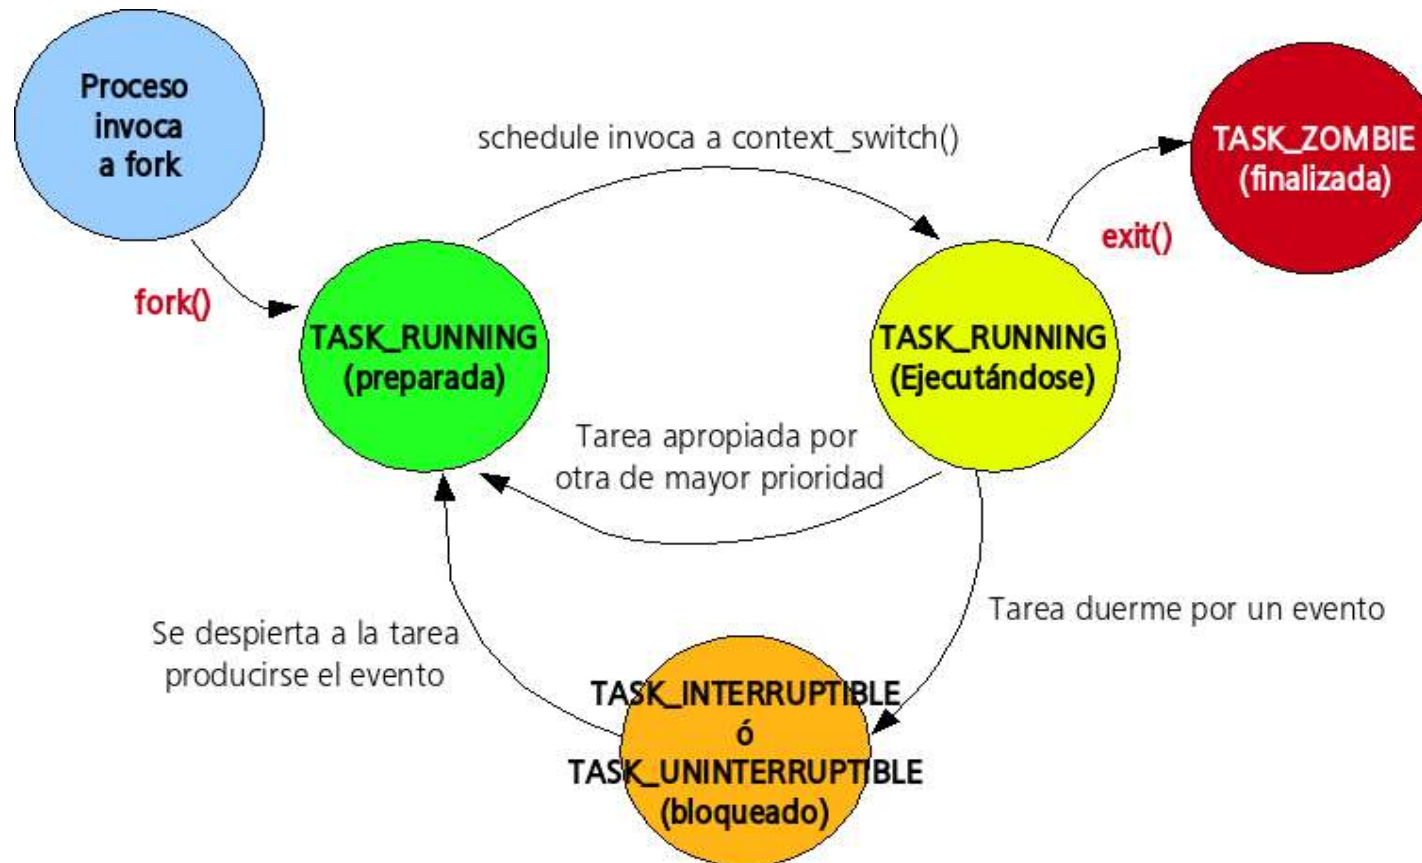 Proceso
invoca
a fork
schedule invoca a context_switch()
TASK_ZOMBIE
(finalizada)
exit()
fork()
TASK_RUNNING
(preparada)
TASK_RUNNING
(Ejecutándose)
Tarea apropiada por
otra de mayor prioridad
Tarea duerme por un evento
Se despierta a la tarea
producirse el evento
TASK_INTERRUPTIBLE
ó
TASK_UNINTERRUPTIBLE
(bloqueado)